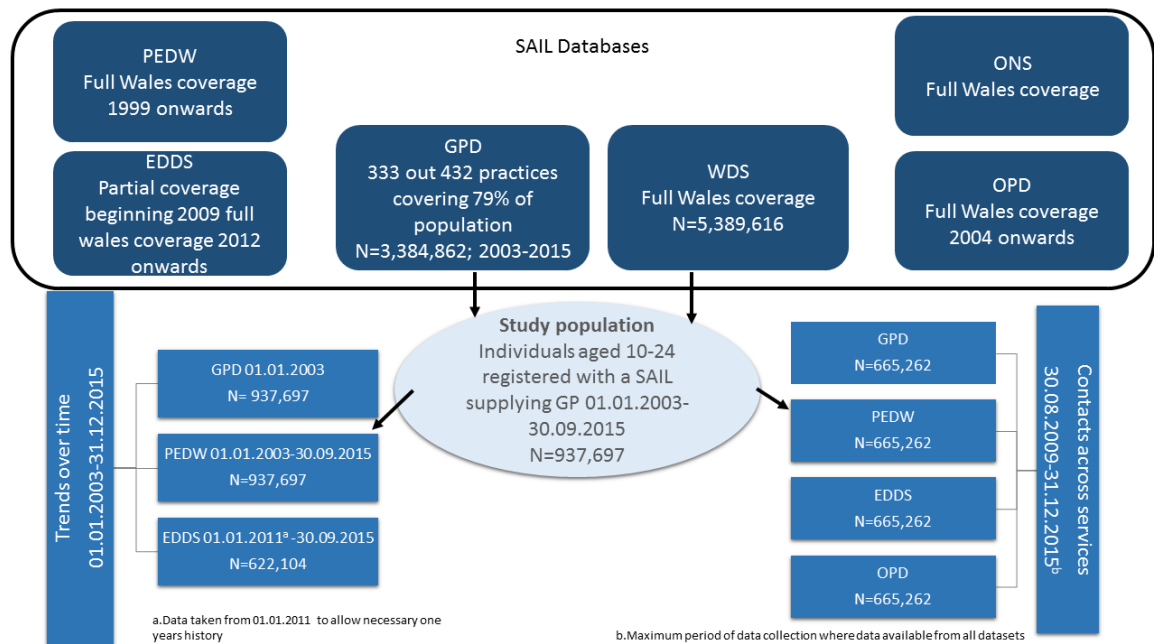 SAIL Databases
PEDW
Full Wales coverage
1999 onwards
ONS
Full Wales coverage
EDDS
Partial coverage
beginning 2009 full
wales coverage 2012
onwards
GPD
333 out 432 practices
covering 79% of
population
N=3,384,862; 2003-2015
WDS
Full Wales coverage
N=5,389,616
OPD
Full Wales coverage
2004 onwards
Study population
Individuals aged 10-24
registered with a SAIL
supplying GP 01.01.2003-
30.09.2015
N=937,697
Trends over time
01.01.2003-31.12.2015
GPD 01.01.2003
N= 937,697
PEDW 01.01.2003-30.09.2015
N=937,697
EDDS 01.01.2011ᵃ -30.09.2015
N=622,104
GPD
N=665,262
PEDW
N=665,262
EDDS
N=665,262
OPD
N=665,262
Contacts across services
30.08.2009-31.12.2015ᵇ
a.Data taken from 01.01.2011 to allow necessary one
years history
b.Maximum period of data collection where data available from all datasets